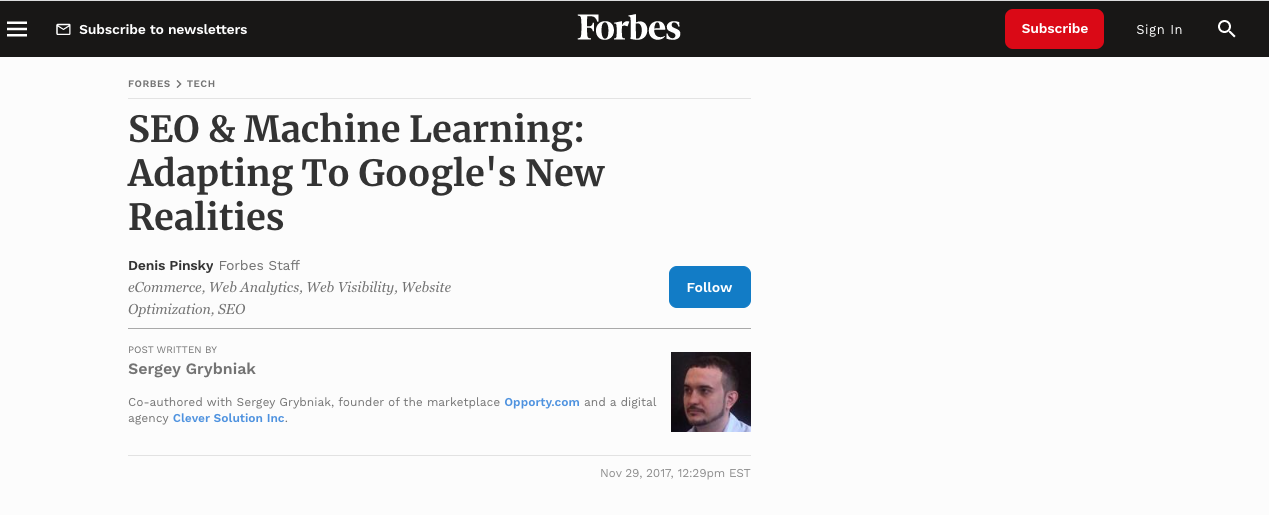 Subscribe to newsletters
Forbes
Subscribe
Sign In
FORBES > TECH
SEO & Machine Learning:
Adapting To Google's New
Realities
Denis Pinsky Forbes Staff
eCommerce, Web Analytics, Web Visibility, Website
Optimization, SEO
Follow
POST WRITTEN BY
Sergey Grybniak
Co-authored with Sergey Grybniak, founder of the marketplace Opporty.com and a digital
agency Clever Solution Inc.
Nov 29, 2017, 12:29pm EST